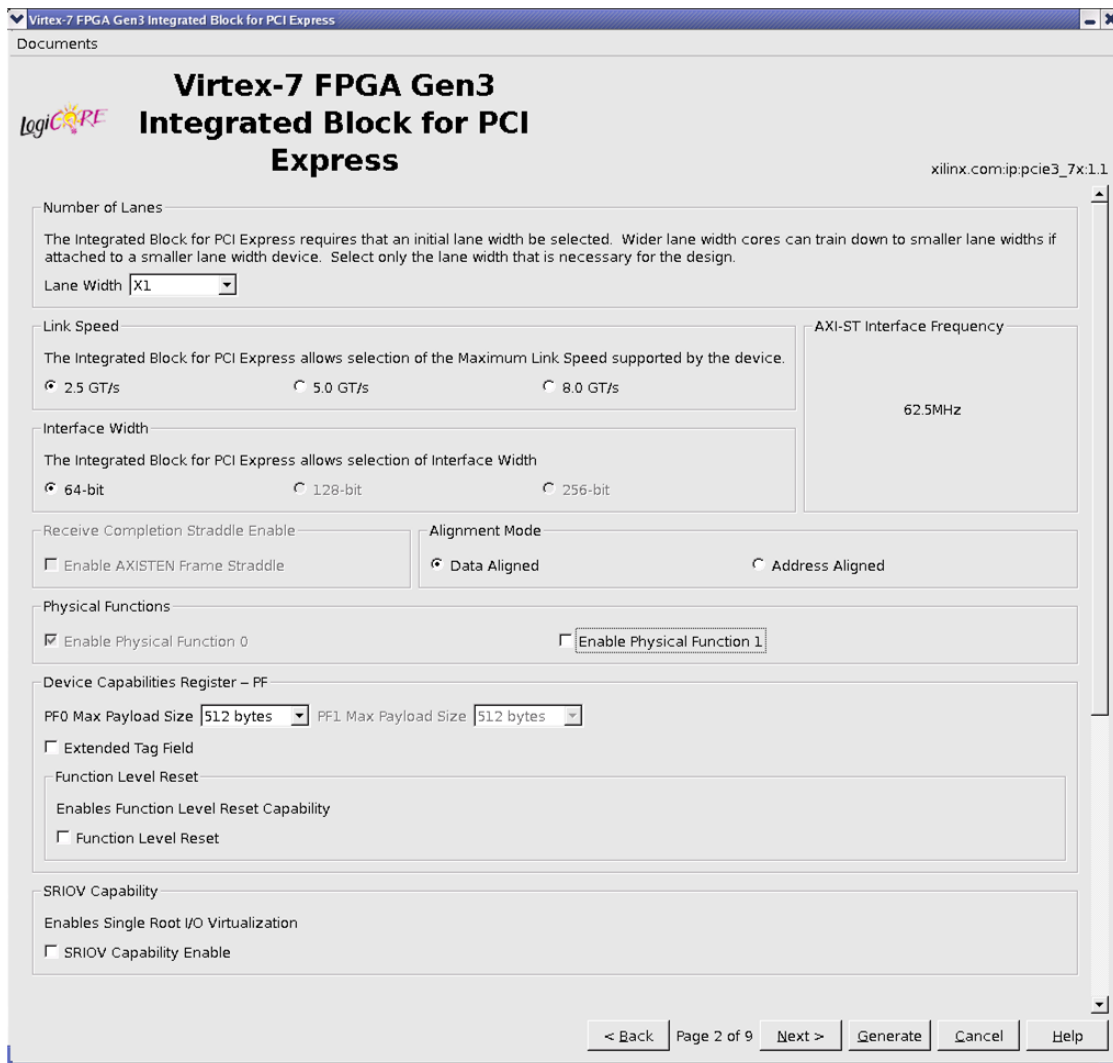 Virtex-7 FPGA Gen3 Integrated Block for PCI Express
Documents
LogiCORE
Virtex-7 FPGA Gen3
Integrated Block for PCI
Express
xilinx.com:ip:pcie3_7x:1.1
Number of Lanes
The Integrated Block for PCI Express requires that an initial lane width be selected. Wider lane width cores can train down to smaller lane widths if
attached to a smaller lane width device. Select only the lane width that is necessary for the design.
Lane Width X1
Link Speed
The Integrated Block for PCI Express allows selection of the Maximum Link Speed supported by the device.
2.5 GT/s 5.0 GT/s 8.0 GT/s
AXI-ST Interface Frequency
62.5MHz
Interface Width
The Integrated Block for PCI Express allows selection of Interface Width
64-bit 128-bit 256-bit
Receive Completion Straddle Enable
Enable AXISTEN Frame Straddle
Alignment Mode
Data Aligned Address Aligned
Physical Functions
Enable Physical Function 0 Enable Physical Function 1
Device Capabilities Register – PF
PF0 Max Payload Size 512 bytes PF1 Max Payload Size 512 bytes
Extended Tag Field
Function Level Reset
Enables Function Level Reset Capability
Function Level Reset
SRIOV Capability
Enables Single Root I/O Virtualization
SRIOV Capability Enable
< Back Page 2 of 9 Next > Generate Cancel Help